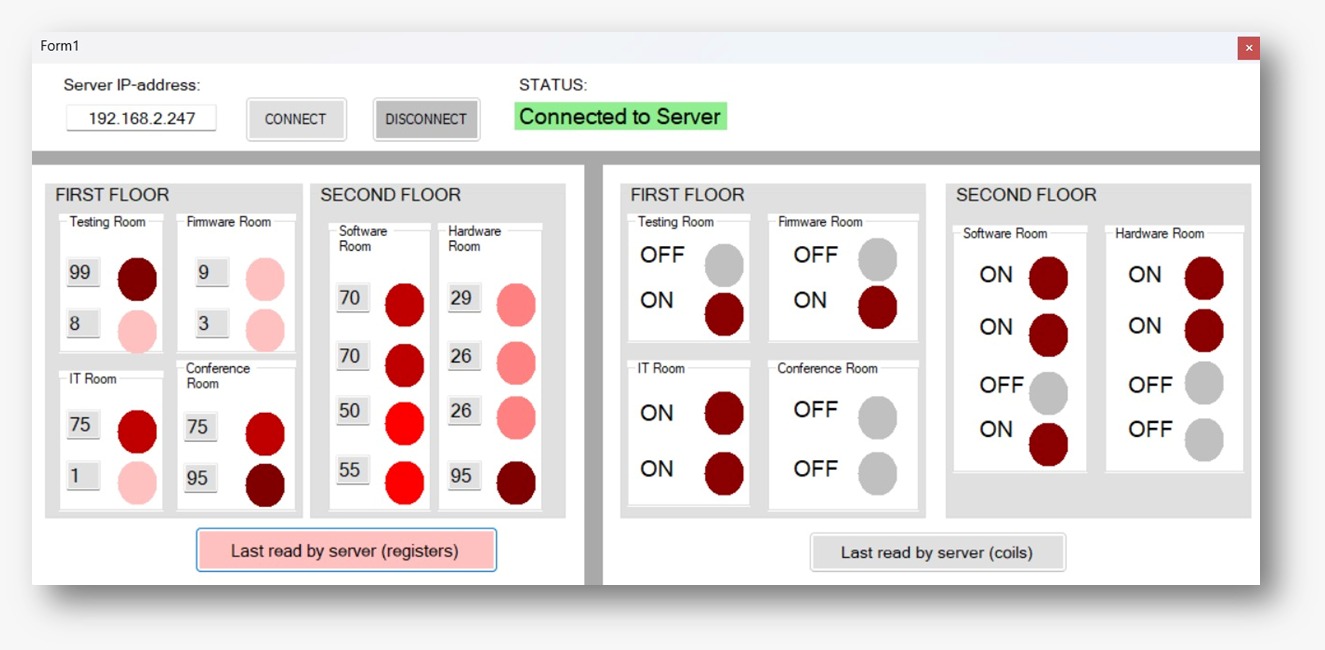 Form1
Server IP-address:
192.168.2.247
CONNECT
DISCONNECT
STATUS:
Connected to Server
FIRST FLOOR
Testing Room
99
8
Firmware Room
9
3
IT Room
75
1
Conference
Room
75
95
SECOND FLOOR
Software
Room
70
70
50
55
Hardware
Room
29
26
26
95
Last read by server (registers)
FIRST FLOOR
Testing Room
OFF
ON
Firmware Room
OFF
ON
IT Room
ON
ON
Conference Room
OFF
OFF
SECOND FLOOR
Software Room
ON
ON
OFF
ON
Hardware Room
ON
ON
OFF
OFF
Last read by server (coils)